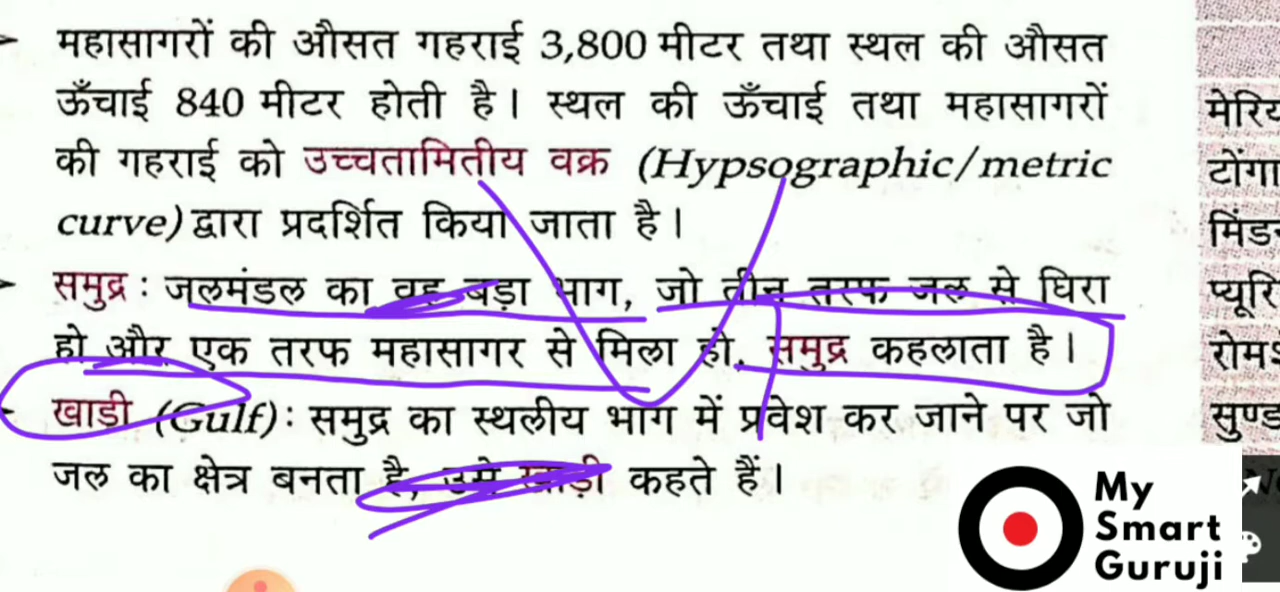 महासागरों की औसत गहराई 3,800 मीटर तथा स्थल की औसत
ऊँचाई 840 मीटर होती है। स्थल की ऊँचाई तथा महासागरों
की गहराई को उच्चतामितीय वक्र (Hypsographic/metric
curve) द्वारा प्रदर्शित किया जाता है।
समुद्र : जलमंडल का वह बड़ा भाग, जो तीन तरफ जल से घिरा
हो और एक तरफ महासागर से मिला हो, समुद्र कहलाता है।
खाडी (Gulf) : समुद्र का स्थलीय भाग में प्रवेश कर जाने पर जो
जल का क्षेत्र बनता है, उसे खाड़ी कहते हैं।
टोंगा
My
Smart
Guruji